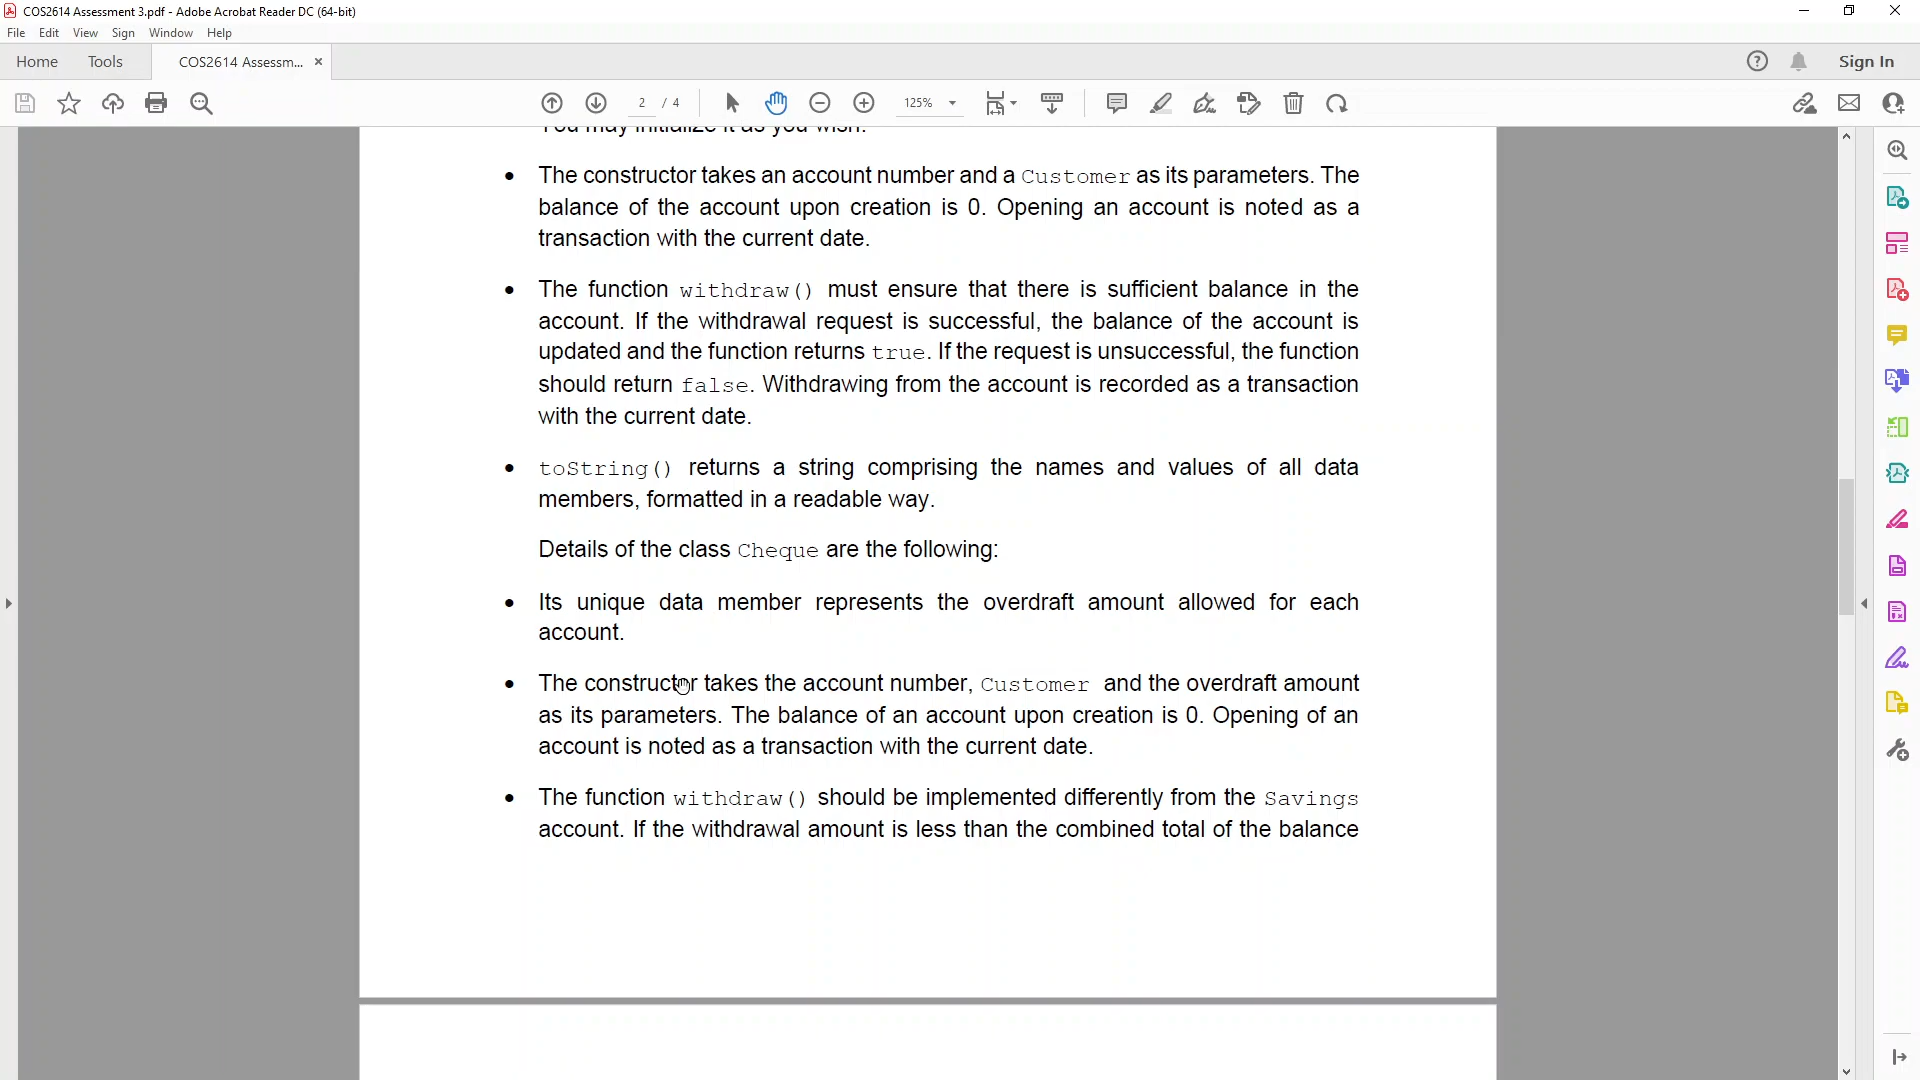 COS2614 Assessment 3.pdf - Adobe Acrobat Reader DC (64-bit)
File Edit View Sign Window Help
Home Tools COS2614 Assessm... ×
Sign In
2 / 4
125%
You may initialize it as you wish.
• The constructor takes an account number and a Customer as its parameters. The
balance of the account upon creation is 0. Opening an account is noted as a
transaction with the current date.
• The function withdraw() must ensure that there is sufficient balance in the
account. If the withdrawal request is successful, the balance of the account is
updated and the function returns true. If the request is unsuccessful, the function
should return false. Withdrawing from the account is recorded as a transaction
with the current date.
• toString() returns a string comprising the names and values of all data
members, formatted in a readable way.
Details of the class Cheque are the following:
• Its unique data member represents the overdraft amount allowed for each
account.
• The constructor takes the account number, Customer and the overdraft amount
as its parameters. The balance of an account upon creation is 0. Opening of an
account is noted as a transaction with the current date.
• The function withdraw() should be implemented differently from the Savings
account. If the withdrawal amount is less than the combined total of the balance